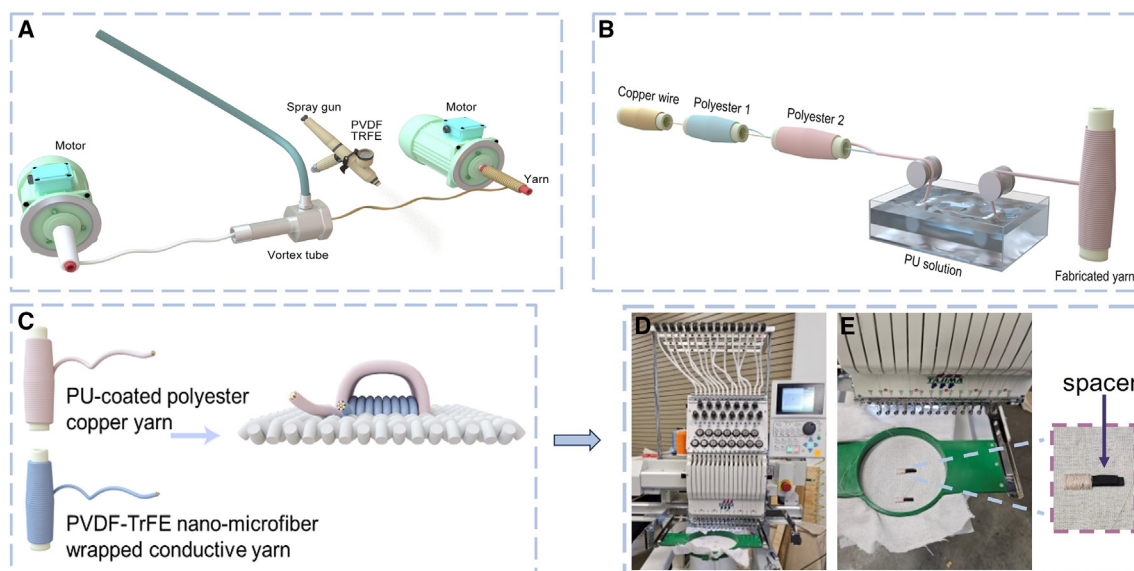 A
Spray gun
PVDF
TRFE
Motor
Motor
Yarn
Vortex tube
B
Copper wire
Polyester 1
Polyester 2
PU solution
Fabricated yarn
C
PU-coated polyester
copper yarn
PVDF-TrFE nano-microfiber
wrapped conductive yarn
D
E
TAJIMA
spacer